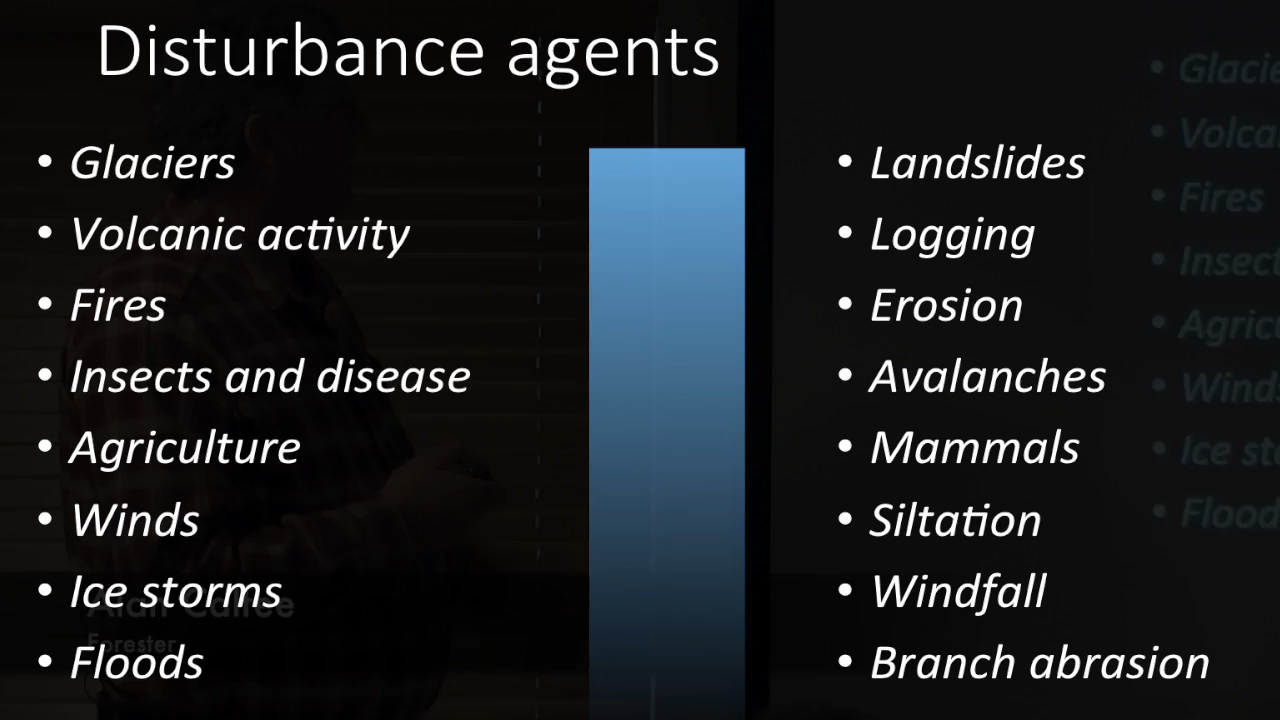 Disturbance agents
• Glaciers
• Volcanic activity
• Fires
• Insects and disease
• Agriculture
• Winds
• Ice storms
• Floods
• Landslides
• Logging
• Erosion
• Avalanches
• Mammals
• Siltation
• Windfall
• Branch abrasion
Forester